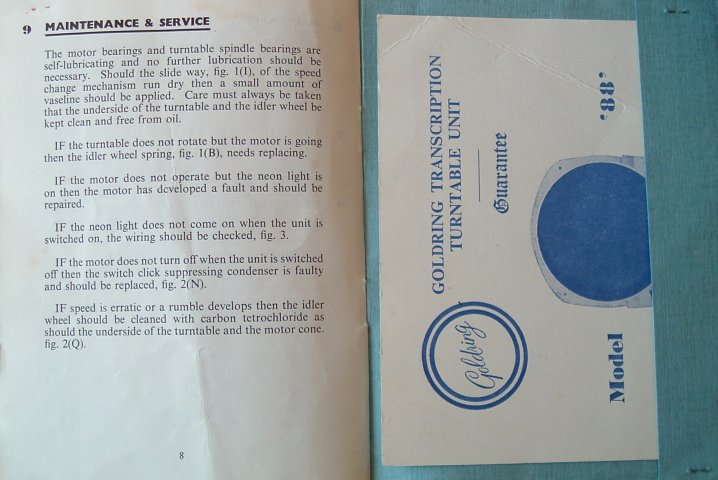 9 MAINTENANCE & SERVICE
The motor bearings and turntable spindle bearings are
self-lubricating and no further lubrication should be
necessary. Should the slide way, fig. 1(I), of the speed
change mechanism run dry then a small amount of
vaseline should be applied. Care must always be taken
that the underside of the turntable and the idler wheel be
kept clean and free from oil.
IF the turntable does not rotate but the motor is going
then the idler wheel spring, fig. 1(B), needs replacing.
IF the motor does not operate but the neon light is
on then the motor has developed a fault and should be
repaired.
IF the neon light does not come on when the unit is
switched on, the wiring should be checked, fig. 3.
IF the motor does not turn off when the unit is switched
off then the switch click suppressing condenser is faulty
and should be replaced, fig. 2(N).
IF speed is erratic or a rumble develops then the idler
wheel should be cleaned with carbon tetrochloride as
should the underside of the turntable and the motor cone.
fig. 2(Q).
8
GOLDRING TRANSCRIPTION
TURNTABLE UNIT
Guarantee
Goldring
Model '88'